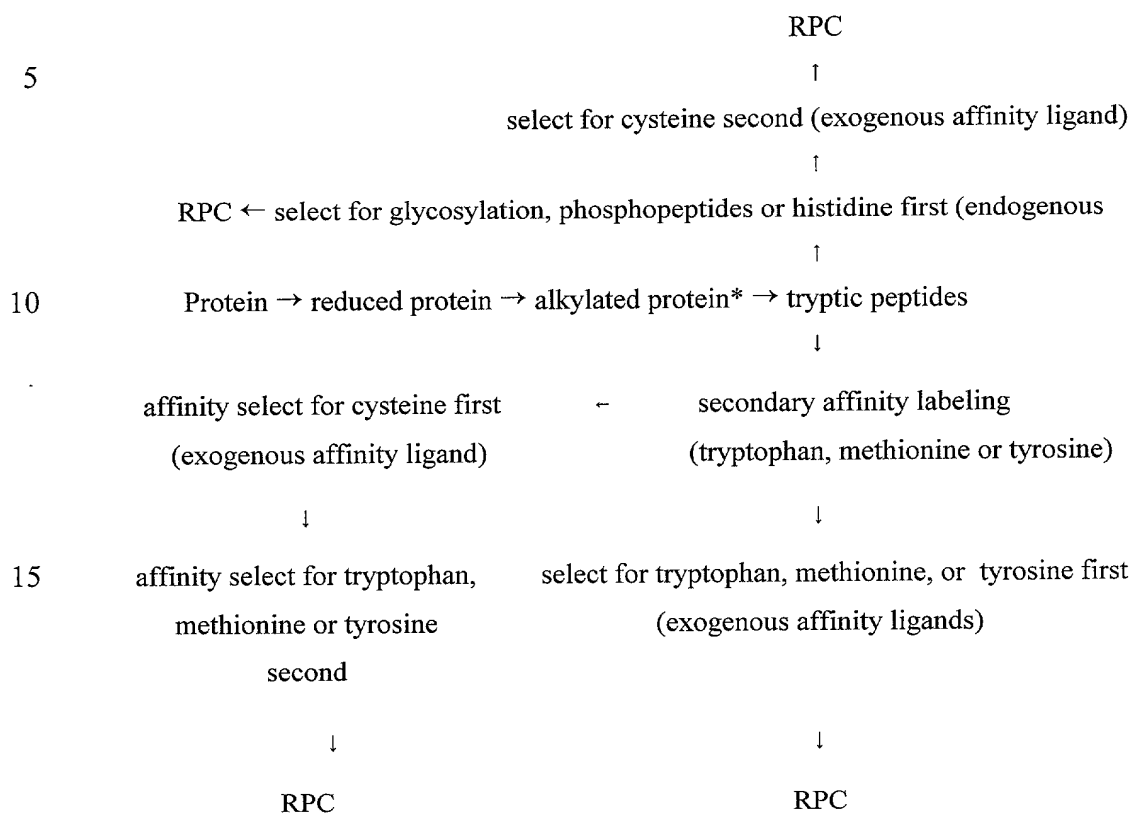 RPC
5 ↑
select for cysteine second (exogenous affinity ligand)
↑
RPC ← select for glycosylation, phosphopeptides or histidine first (endogenous
↑
10 Protein → reduced protein → alkylated protein* → tryptic peptides
↓
affinity select for cysteine first ← secondary affinity labeling
(exogenous affinity ligand) (tryptophan, methionine or tyrosine)
↓ ↓
15 affinity select for tryptophan, select for tryptophan, methionine, or tyrosine first
methionine or tyrosine (exogenous affinity ligands)
second
↓ ↓
RPC RPC